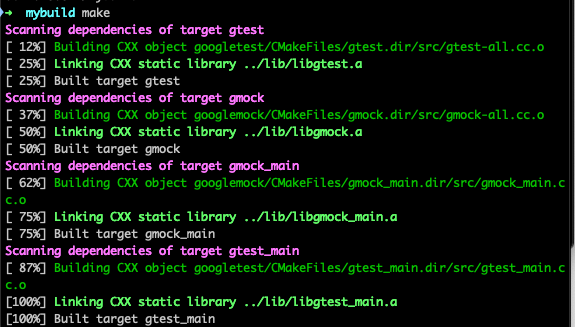 ➜ mybuild make
Scanning dependencies of target gtest
[ 12%] Building CXX object googletest/CMakeFiles/gtest.dir/src/gtest-all.cc.o
[ 25%] Linking CXX static library ../lib/libgtest.a
[ 25%] Built target gtest
Scanning dependencies of target gmock
[ 37%] Building CXX object googlemock/CMakeFiles/gmock.dir/src/gmock-all.cc.o
[ 50%] Linking CXX static library ../lib/libgmock.a
[ 50%] Built target gmock
Scanning dependencies of target gmock_main
[ 62%] Building CXX object googlemock/CMakeFiles/gmock_main.dir/src/gmock_main.c
c.o
[ 75%] Linking CXX static library ../lib/libgmock_main.a
[ 75%] Built target gmock_main
Scanning dependencies of target gtest_main
[ 87%] Building CXX object googletest/CMakeFiles/gtest_main.dir/src/gtest_main.c
c.o
[100%] Linking CXX static library ../lib/libgtest_main.a
[100%] Built target gtest_main